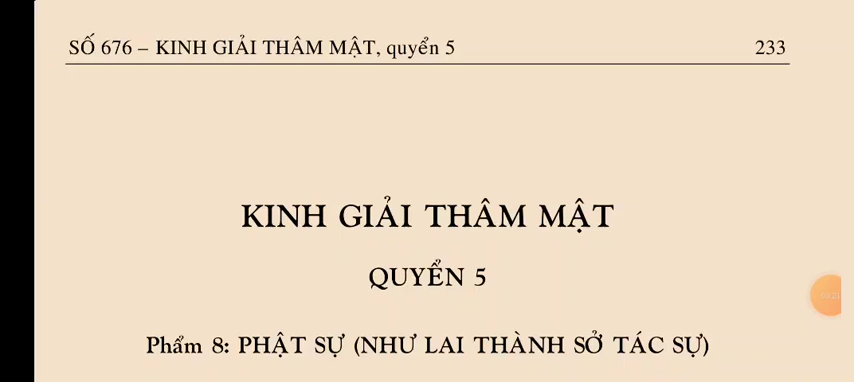 SỐ 676 – KINH GIẢI THÂM MẬT, quyển 5 233
KINH GIẢI THÂM MẬT
QUYỂN 5
Phẩm 8: PHẬT SỰ (NHƯ LAI THÀNH SỞ TÁC SỰ)